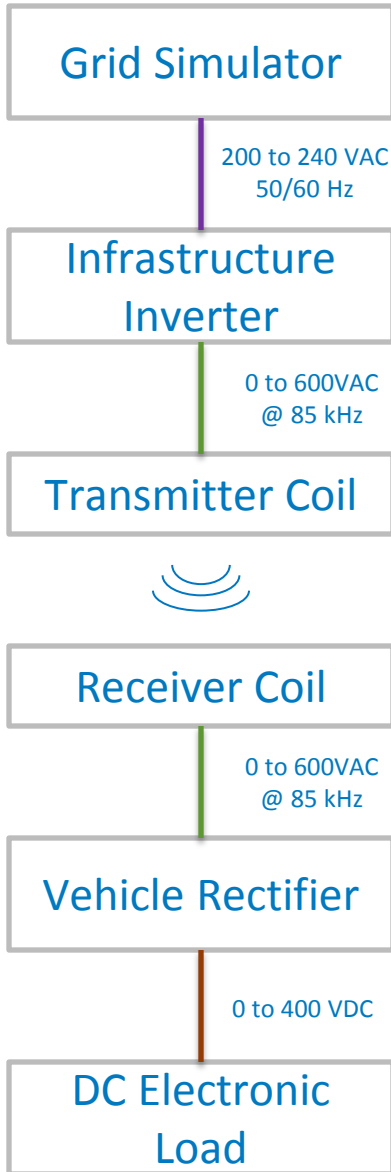 Grid Simulator
200 to 240 VAC
50/60 Hz
Infrastructure
Inverter
0 to 600VAC
@ 85 kHz
Transmitter Coil
Receiver Coil
0 to 600VAC
@ 85 kHz
Vehicle Rectifier
0 to 400 VDC
DC Electronic
Load